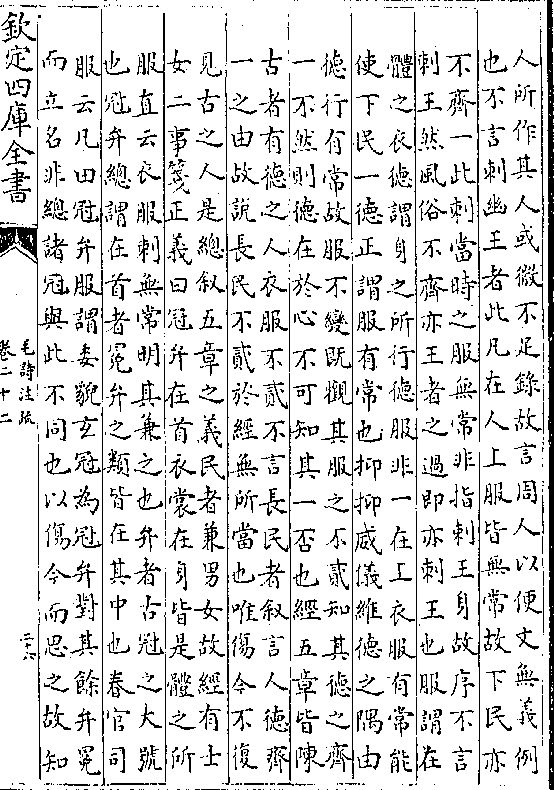 人所作其人或微不足錄故言周人以便文無義例
也不言刺幽王者此凡在人上服皆無常故下民亦
不齊一此刺當時之服無常非指刺王身故序不言
刺王然風俗不齊亦王者之過即亦刺王也服謂在
體之衣德謂身之所行德服非一在上衣服有常能
使下民一德正謂服有常也抑抑威儀維德之隅由
德行有常故服不變既觀其服之不貳知其德之齊
一不然則德在於心不可知其一否也經五章皆陳
古者有德之人衣服不貳不言長民者敘言人德齊
一之由故說長民不貳於經無所當也唯傷今不復
見古之人是總敘五章之義民者兼男女故經有士
女二事箋正義曰冠弁在首衣裳在身皆是體之所
服直云衣服刺無常明其兼之也弁者古冠之大號
也冠弁總謂在首者冕弁之類皆在其中也春官司
服云凡甸冠弁服謂委貌玄冠為冠弁對其餘弁冕
而立名非總諸冠與此不同也以傷今而思之故知
欽定四庫全書
毛詩注疏
卷二十二
三十六